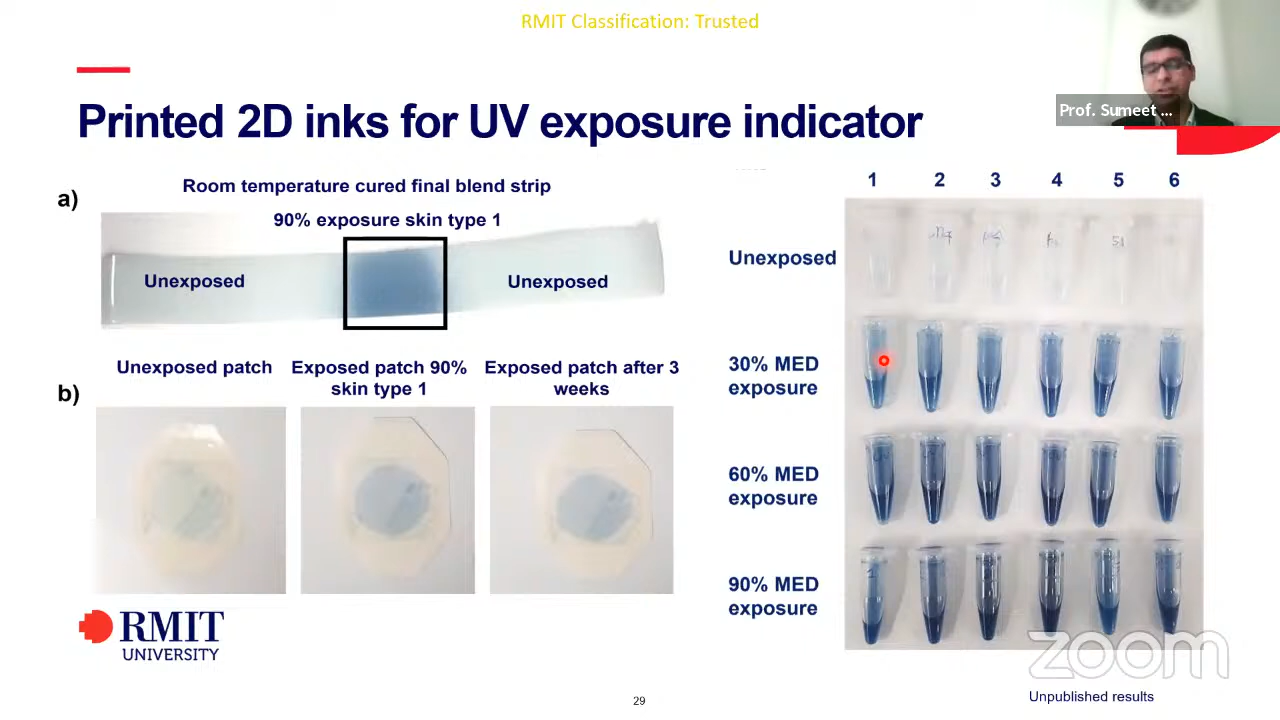 RMIT Classification: Trusted
Prof. Sumeet ...
Printed 2D inks for UV exposure indicator
a)
Room temperature cured final blend strip
90% exposure skin type 1
Unexposed
Unexposed
b)
Unexposed patch
Exposed patch 90%
skin type 1
Exposed patch after 3
weeks
1 2 3 4 5 6
Unexposed
30% MED
exposure
60% MED
exposure
90% MED
exposure
RMIT
UNIVERSITY
zoom
29
Unpublished results